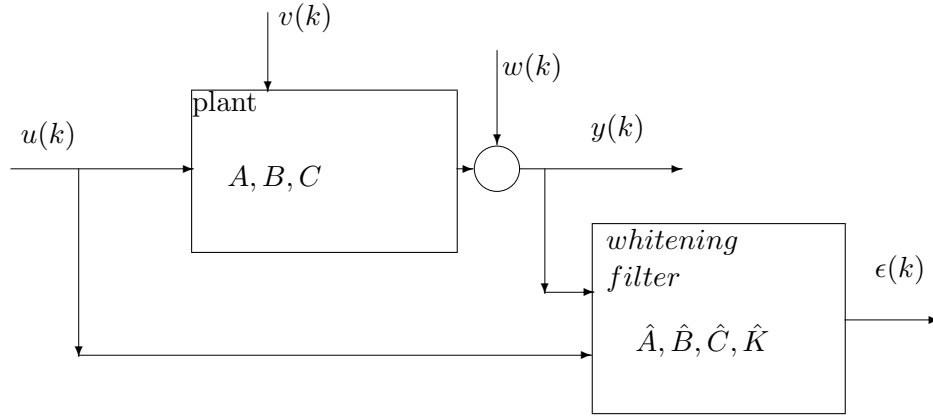 v(k)
w(k)
plant
u(k)
y(k)
A, B, C
whitening
filter
ϵ(k)
Â, B̂, Ĉ, K̂